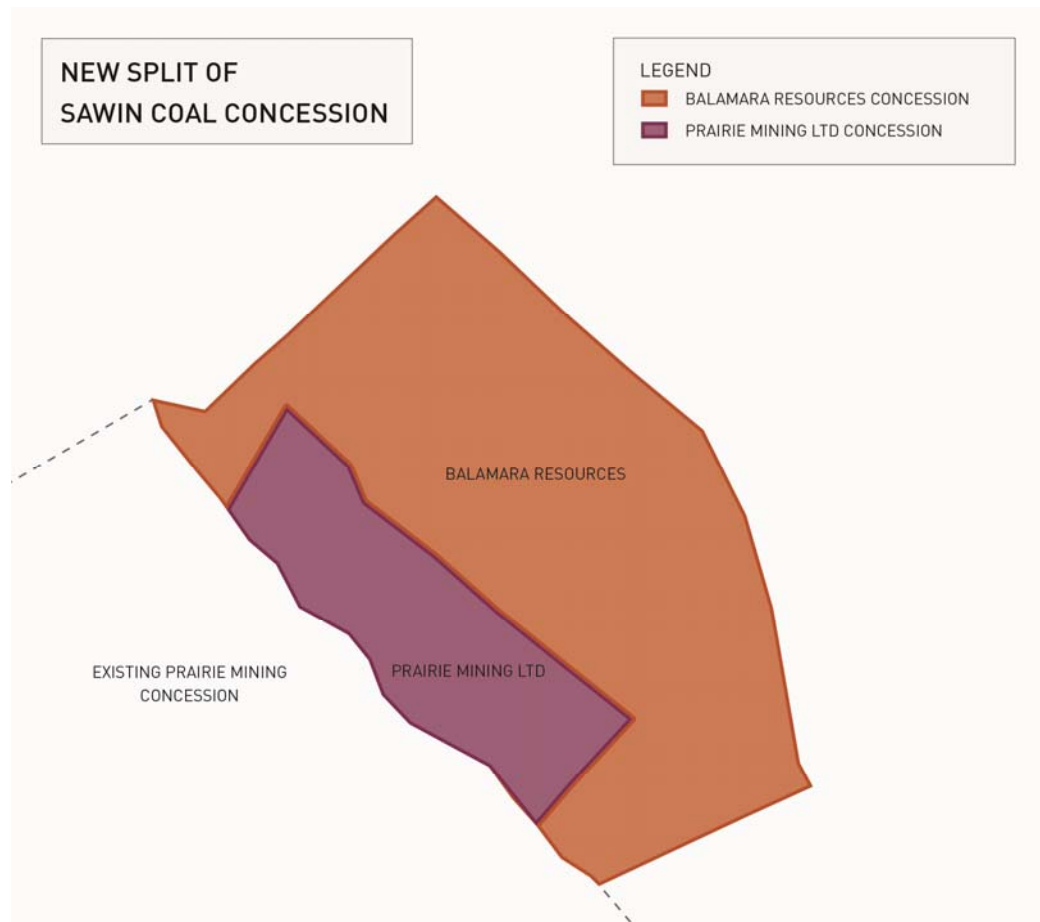 NEW SPLIT OF
SAWIN COAL CONCESSION
LEGEND
BALAMARA RESOURCES CONCESSION
PRAIRIE MINING LTD CONCESSION
BALAMARA RESOURCES
PRAIRIE MINING LTD
EXISTING PRAIRIE MINING
CONCESSION